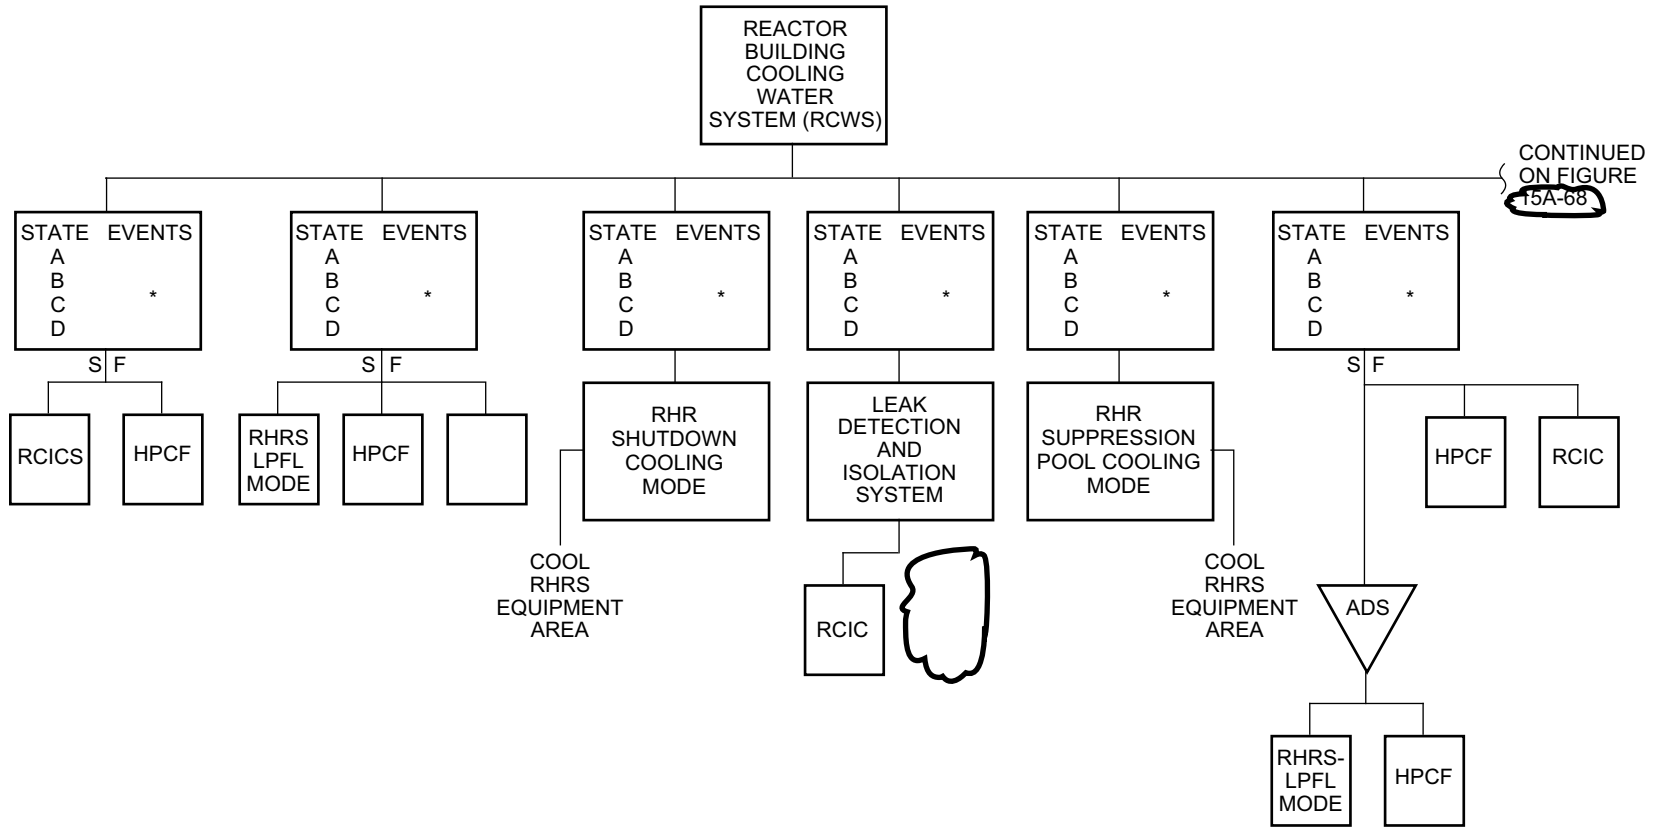 REACTOR
BUILDING
COOLING
WATER
SYSTEM (RCWS)
CONTINUED
ON FIGURE
15A-68
STATE EVENTS
A
B
C *
D
S F
RCICS
HPCF
STATE EVENTS
A
B
C *
D
S F
RHRS
LPFL
MODE
HPCF
STATE EVENTS
A
B
C *
D
RHR
SHUTDOWN
COOLING
MODE
COOL
RHRS
EQUIPMENT
AREA
STATE EVENTS
A
B
C *
D
LEAK
DETECTION
AND
ISOLATION
SYSTEM
RCIC
STATE EVENTS
A
B
C *
D
RHR
SUPPRESSION
POOL COOLING
MODE
COOL
RHRS
EQUIPMENT
AREA
STATE EVENTS
A
B
C *
D
S F
HPCF
RCIC
ADS
RHRS-
LPFL
MODE
HPCF